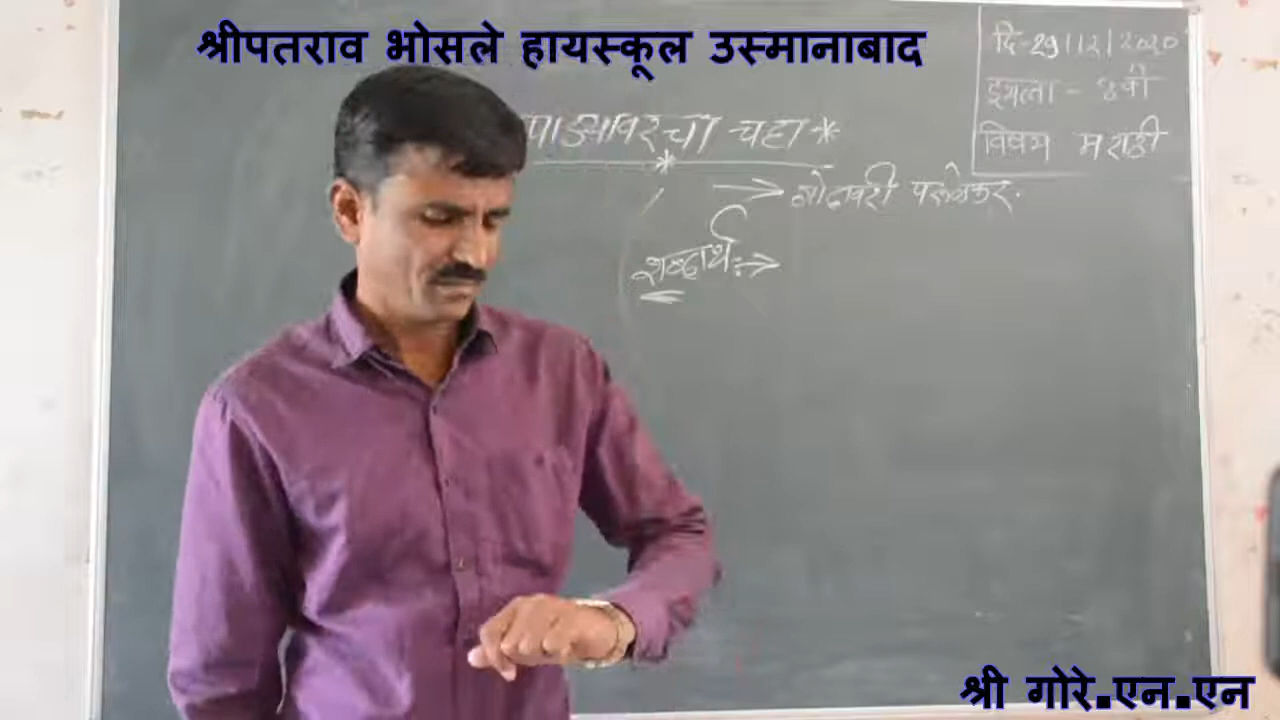 श्रीपतराव भोसले हायस्कूल उस्मानाबाद
दि-29/12/2020
इयत्ता - 8वी
विषय मराठी
पाड्यावरचा चहा *
→ गोदावरी परुळेकर.
शब्दार्थ :→
श्री गोरे.एन.एन